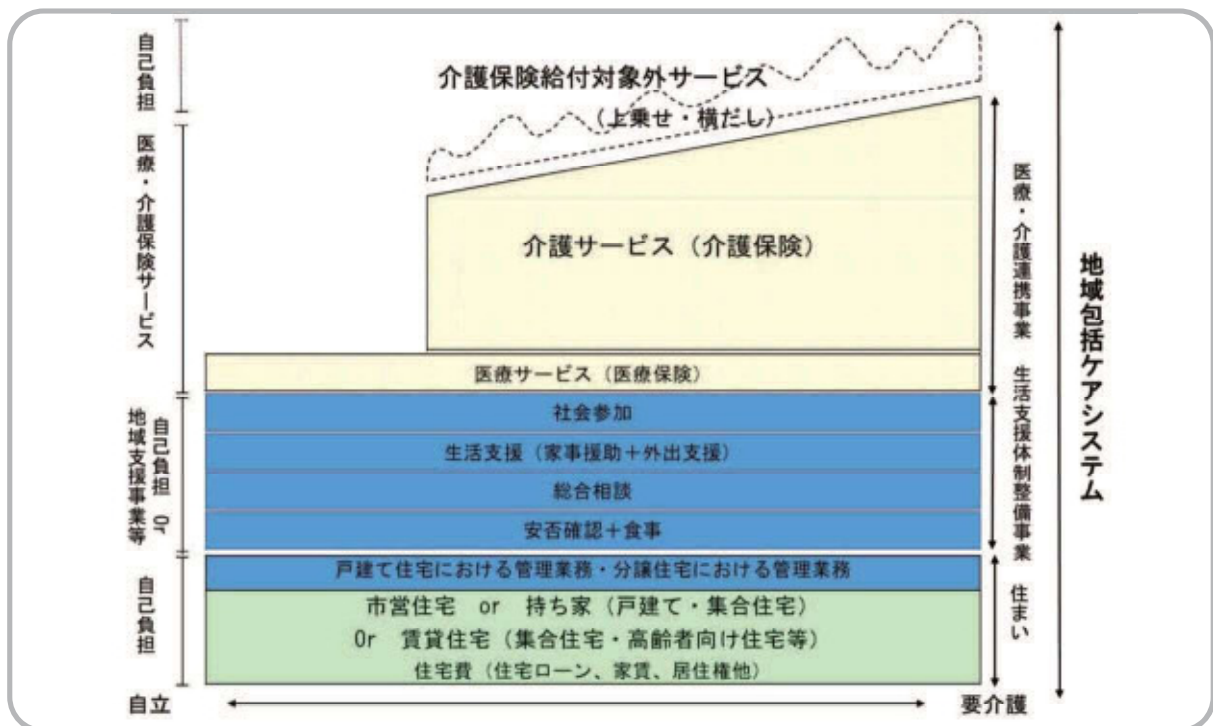 自己負担
介護保険給付対象外サービス
(上乗せ・横だし)
医療・介護保険サービス
介護サービス(介護保険)
医療・介護連携事業
医療サービス(医療保険)
社会参加
生活支援(家事援助+外出支援)
総合相談
安否確認+食事
自己負担 Or
地域支援事業等
生活支援体制整備事業
戸建て住宅における管理業務・分譲住宅における管理業務
市営住宅 or 持ち家(戸建て・集合住宅)
Or 賃貸住宅(集合住宅・高齢者向け住宅等)
住宅費(住宅ローン、家賃、居住権他)
自己負担
住まい
地域包括ケアシステム
自立
要介護